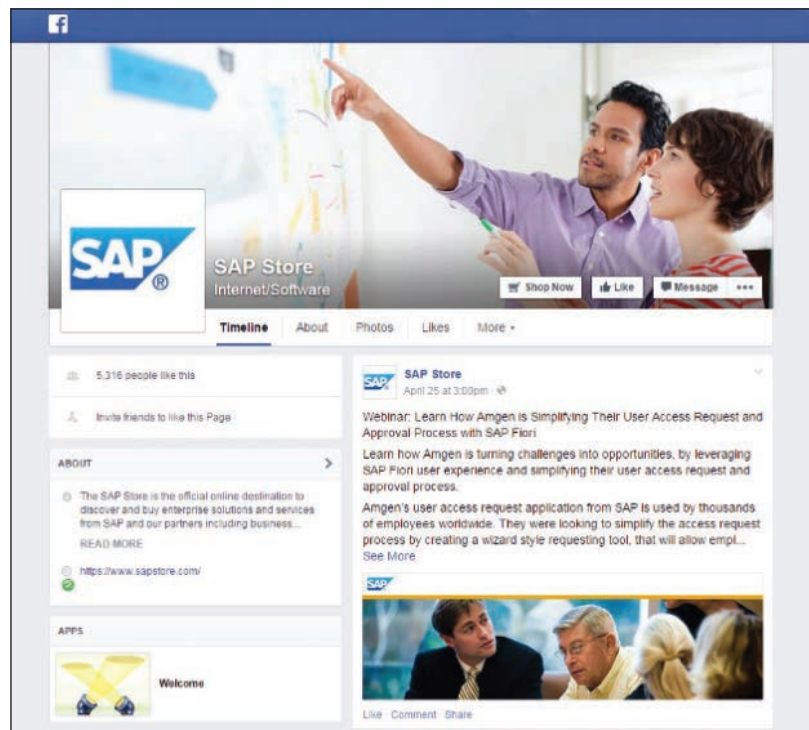 f
SAP ®
SAP Store
Internet/Software
Shop Now
Like
Message
Timeline
About
Photos
Likes
More
5,316 people like this
Invite friends to like this Page
ABOUT
The SAP Store is the official online destination to
discover and buy enterprise solutions and services
from SAP and our partners including business...
READ MORE
https://www.sapstore.com/
APPS
Welcome
SAP
SAP Store
April 25 at 3:00pm ·
Webinar: Learn How Amgen is Simplifying Their User Access Request and
Approval Process with SAP Fiori
Learn how Amgen is turning challenges into opportunities, by leveraging
SAP Fiori user experience and simplifying their user access request and
approval process.
Amgen's user access request application from SAP is used by thousands
of employees worldwide. They were looking to simplify the access request
process by creating a wizard style requesting tool, that will allow empl...
See More
SAP
Like · Comment · Share